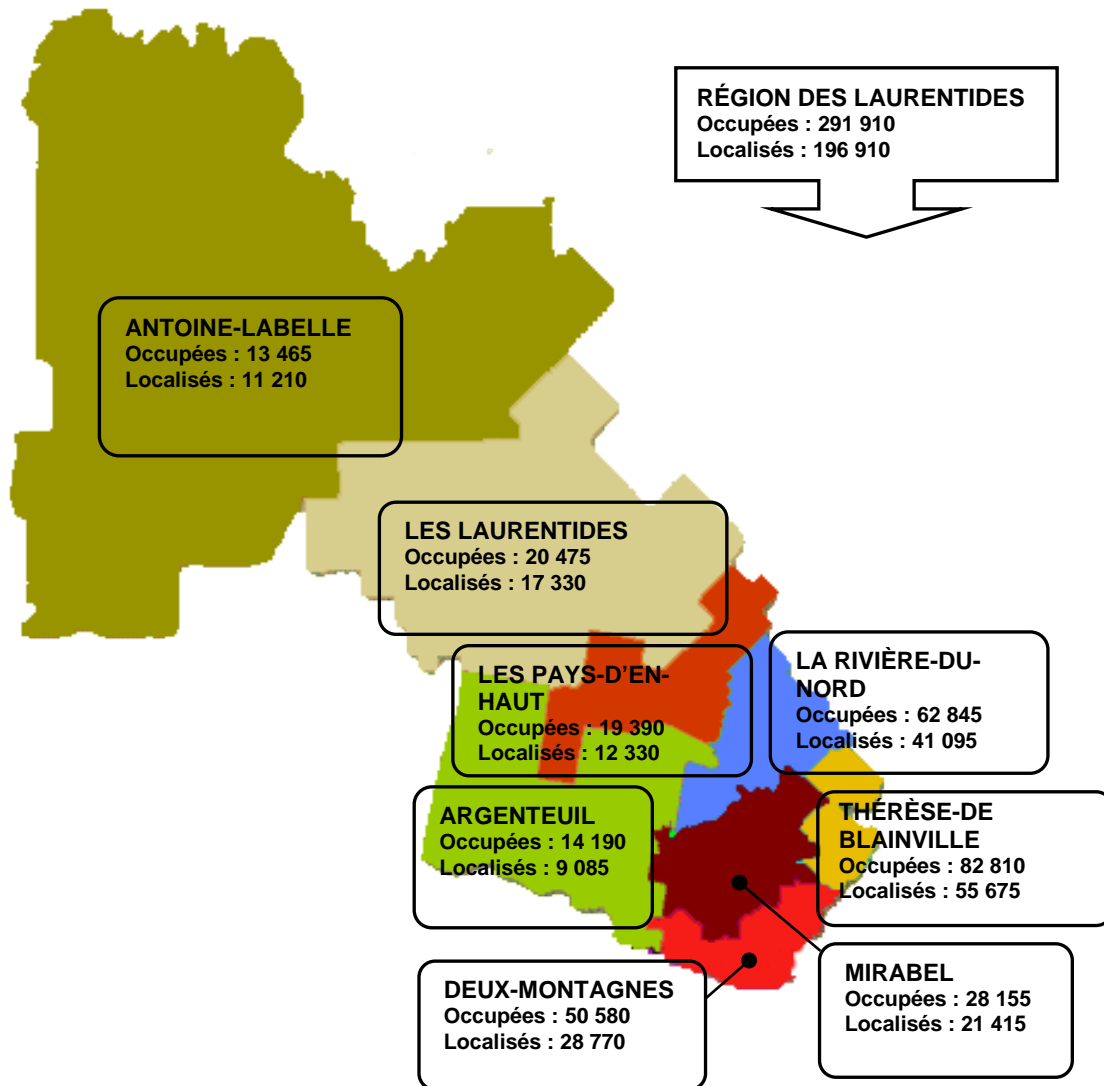 RÉGION DES LAURENTIDES
Occupées : 291 910
Localisés : 196 910
ANTOINE-LABELLE
Occupées : 13 465
Localisés : 11 210
LES LAURENTIDES
Occupées : 20 475
Localisés : 17 330
LES PAYS-D’EN-
HAUT
Occupées : 19 390
Localisés : 12 330
LA RIVIÈRE-DU-
NORD
Occupées : 62 845
Localisés : 41 095
ARGENTEUIL
Occupées : 14 190
Localisés : 9 085
THÉRÈSE-DE
BLAINVILLE
Occupées : 82 810
Localisés : 55 675
DEUX-MONTAGNES
Occupées : 50 580
Localisés : 28 770
MIRABEL
Occupées : 28 155
Localisés : 21 415